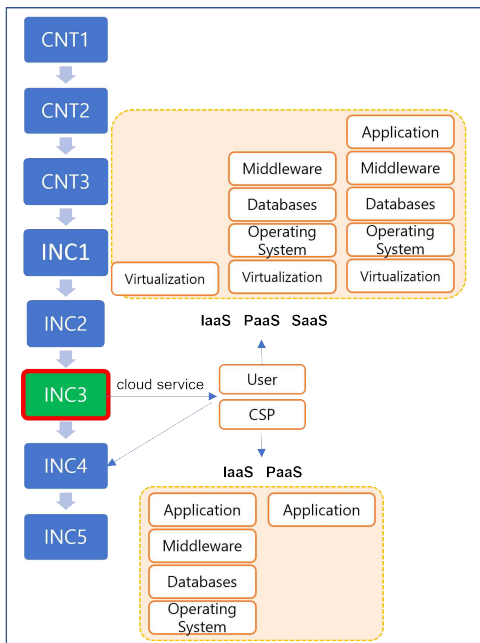 CNT1
CNT2
CNT3
INC1
INC2
INC3
INC4
INC5
Application
Middleware
Middleware
Databases
Databases
Operating
System
Operating
System
Virtualization
Virtualization
Virtualization
IaaS PaaS SaaS
cloud service
User
CSP
IaaS PaaS
Application
Application
Middleware
Databases
Operating
System